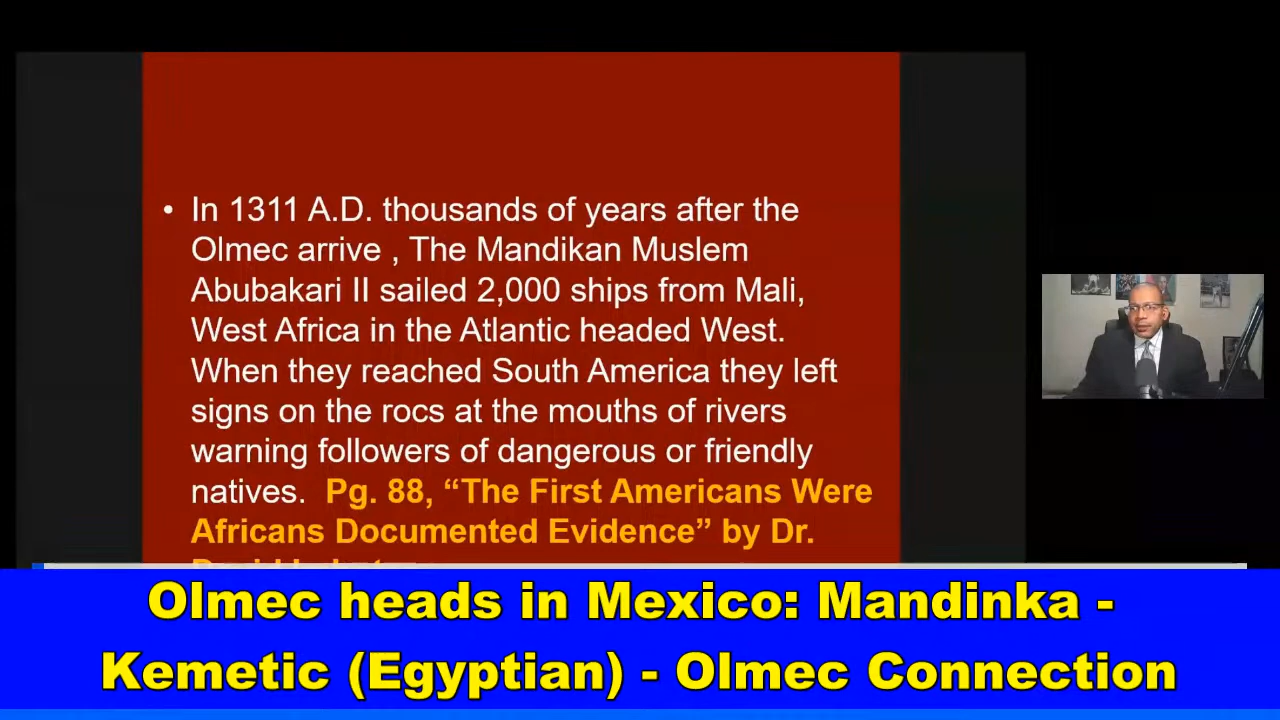 • In 1311 A.D. thousands of years after the
Olmec arrive , The Mandikan Muslem
Abubakari II sailed 2,000 ships from Mali,
West Africa in the Atlantic headed West.
When they reached South America they left
signs on the rocs at the mouths of rivers
warning followers of dangerous or friendly
natives. Pg. 88, “The First Americans Were
Africans Documented Evidence” by Dr.
Olmec heads in Mexico: Mandinka -
Kemetic (Egyptian) - Olmec Connection